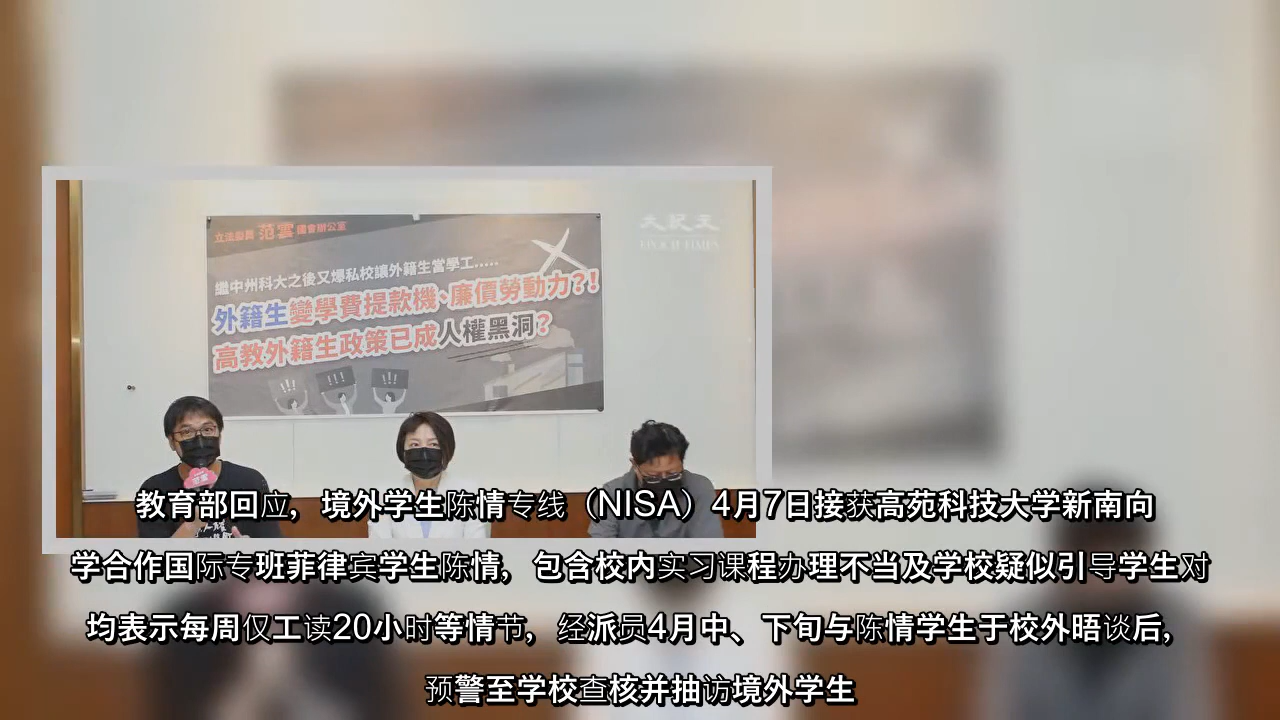 立法委員 范雲 國會辦公室
繼中州科大之後又爆私校讓外籍生當學工.....
外籍生變學費提款機、廉價勞動力?!
高教外籍生政策已成人權黑洞?
!!!
!!!
!!!
大紀元
EPOCH TIMES
教育部回应，境外学生陈情专线（NISA）4月7日接获高苑科技大学新南向
学合作国际专班菲律宾学生陈情，包含校内实习课程办理不当及学校疑似引导学生对
均表示每周仅工读20小时等情节，经派员4月中、下旬与陈情学生于校外晤谈后，
预警至学校查核并抽访境外学生